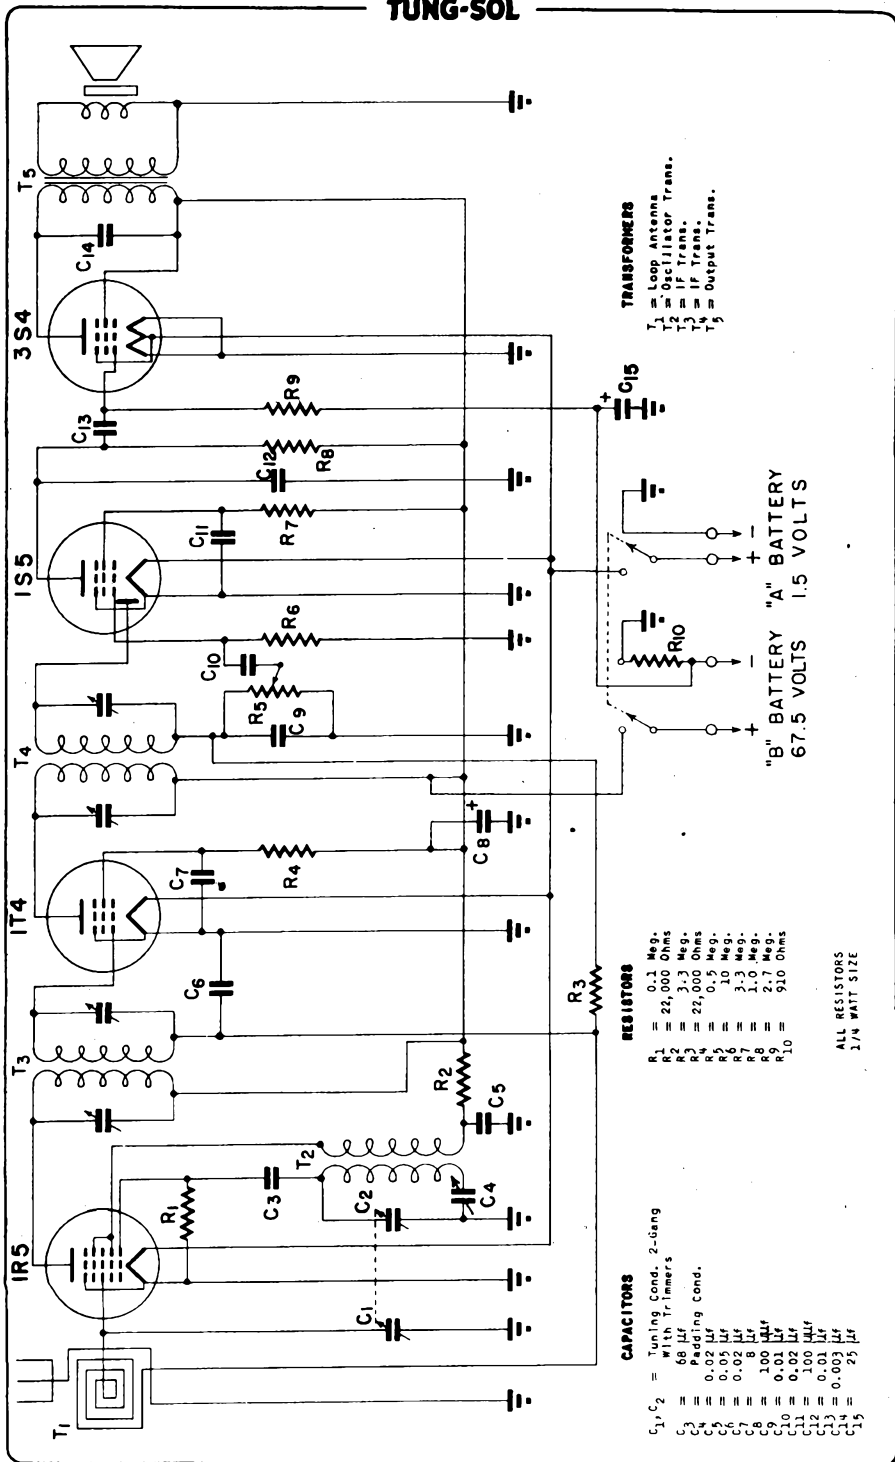 TUNG-SOL
T1
1R5
T3
1T4
T4
1S5
3S4
T5
R1
C6
C7
C10
C11
C13
C14
C1
C2
C3
T2
C4
C5
R2
R4
C8
R5
C9
R6
R7
C12
R8
R9
R3
R10
+
C15
+
+
-
+
-
"B" BATTERY
67.5 VOLTS
"A" BATTERY
1.5 VOLTS
CAPACITORS
C1, C2 = Tuning Cond. 2-Gang
With Trimmers
C3 = 68 µf
C4 = Padding Cond.
C5 = 0.02 µf
C6 = 0.05 µf
C7 = 0.02 µf
C8 = 8 µf
C9 = 100 µµf
C10 = 0.01 µf
C11 = 0.02 µf
C12 = 100 µµf
C13 = 0.01 µf
C14 = 0.003 µf
C15 = 25 µf
RESISTORS
R1 = 0.1 Meg.
R2 = 22,000 Ohms
R3 = 3.3 Meg.
R4 = 22,000 Ohms
R5 = 0.5 Meg.
R6 = 10 Meg.
R7 = 3.3 Meg.
R8 = 1.0 Meg.
R9 = 2.7 Meg.
R10 = 910 Ohms
ALL RESISTORS
1/4 WATT SIZE
TRANSFORMERS
T1 = Loop Antenna
T2 = Oscillator Trans.
T3 = IF Trans.
T4 = IF Trans.
T5 = Output Trans.